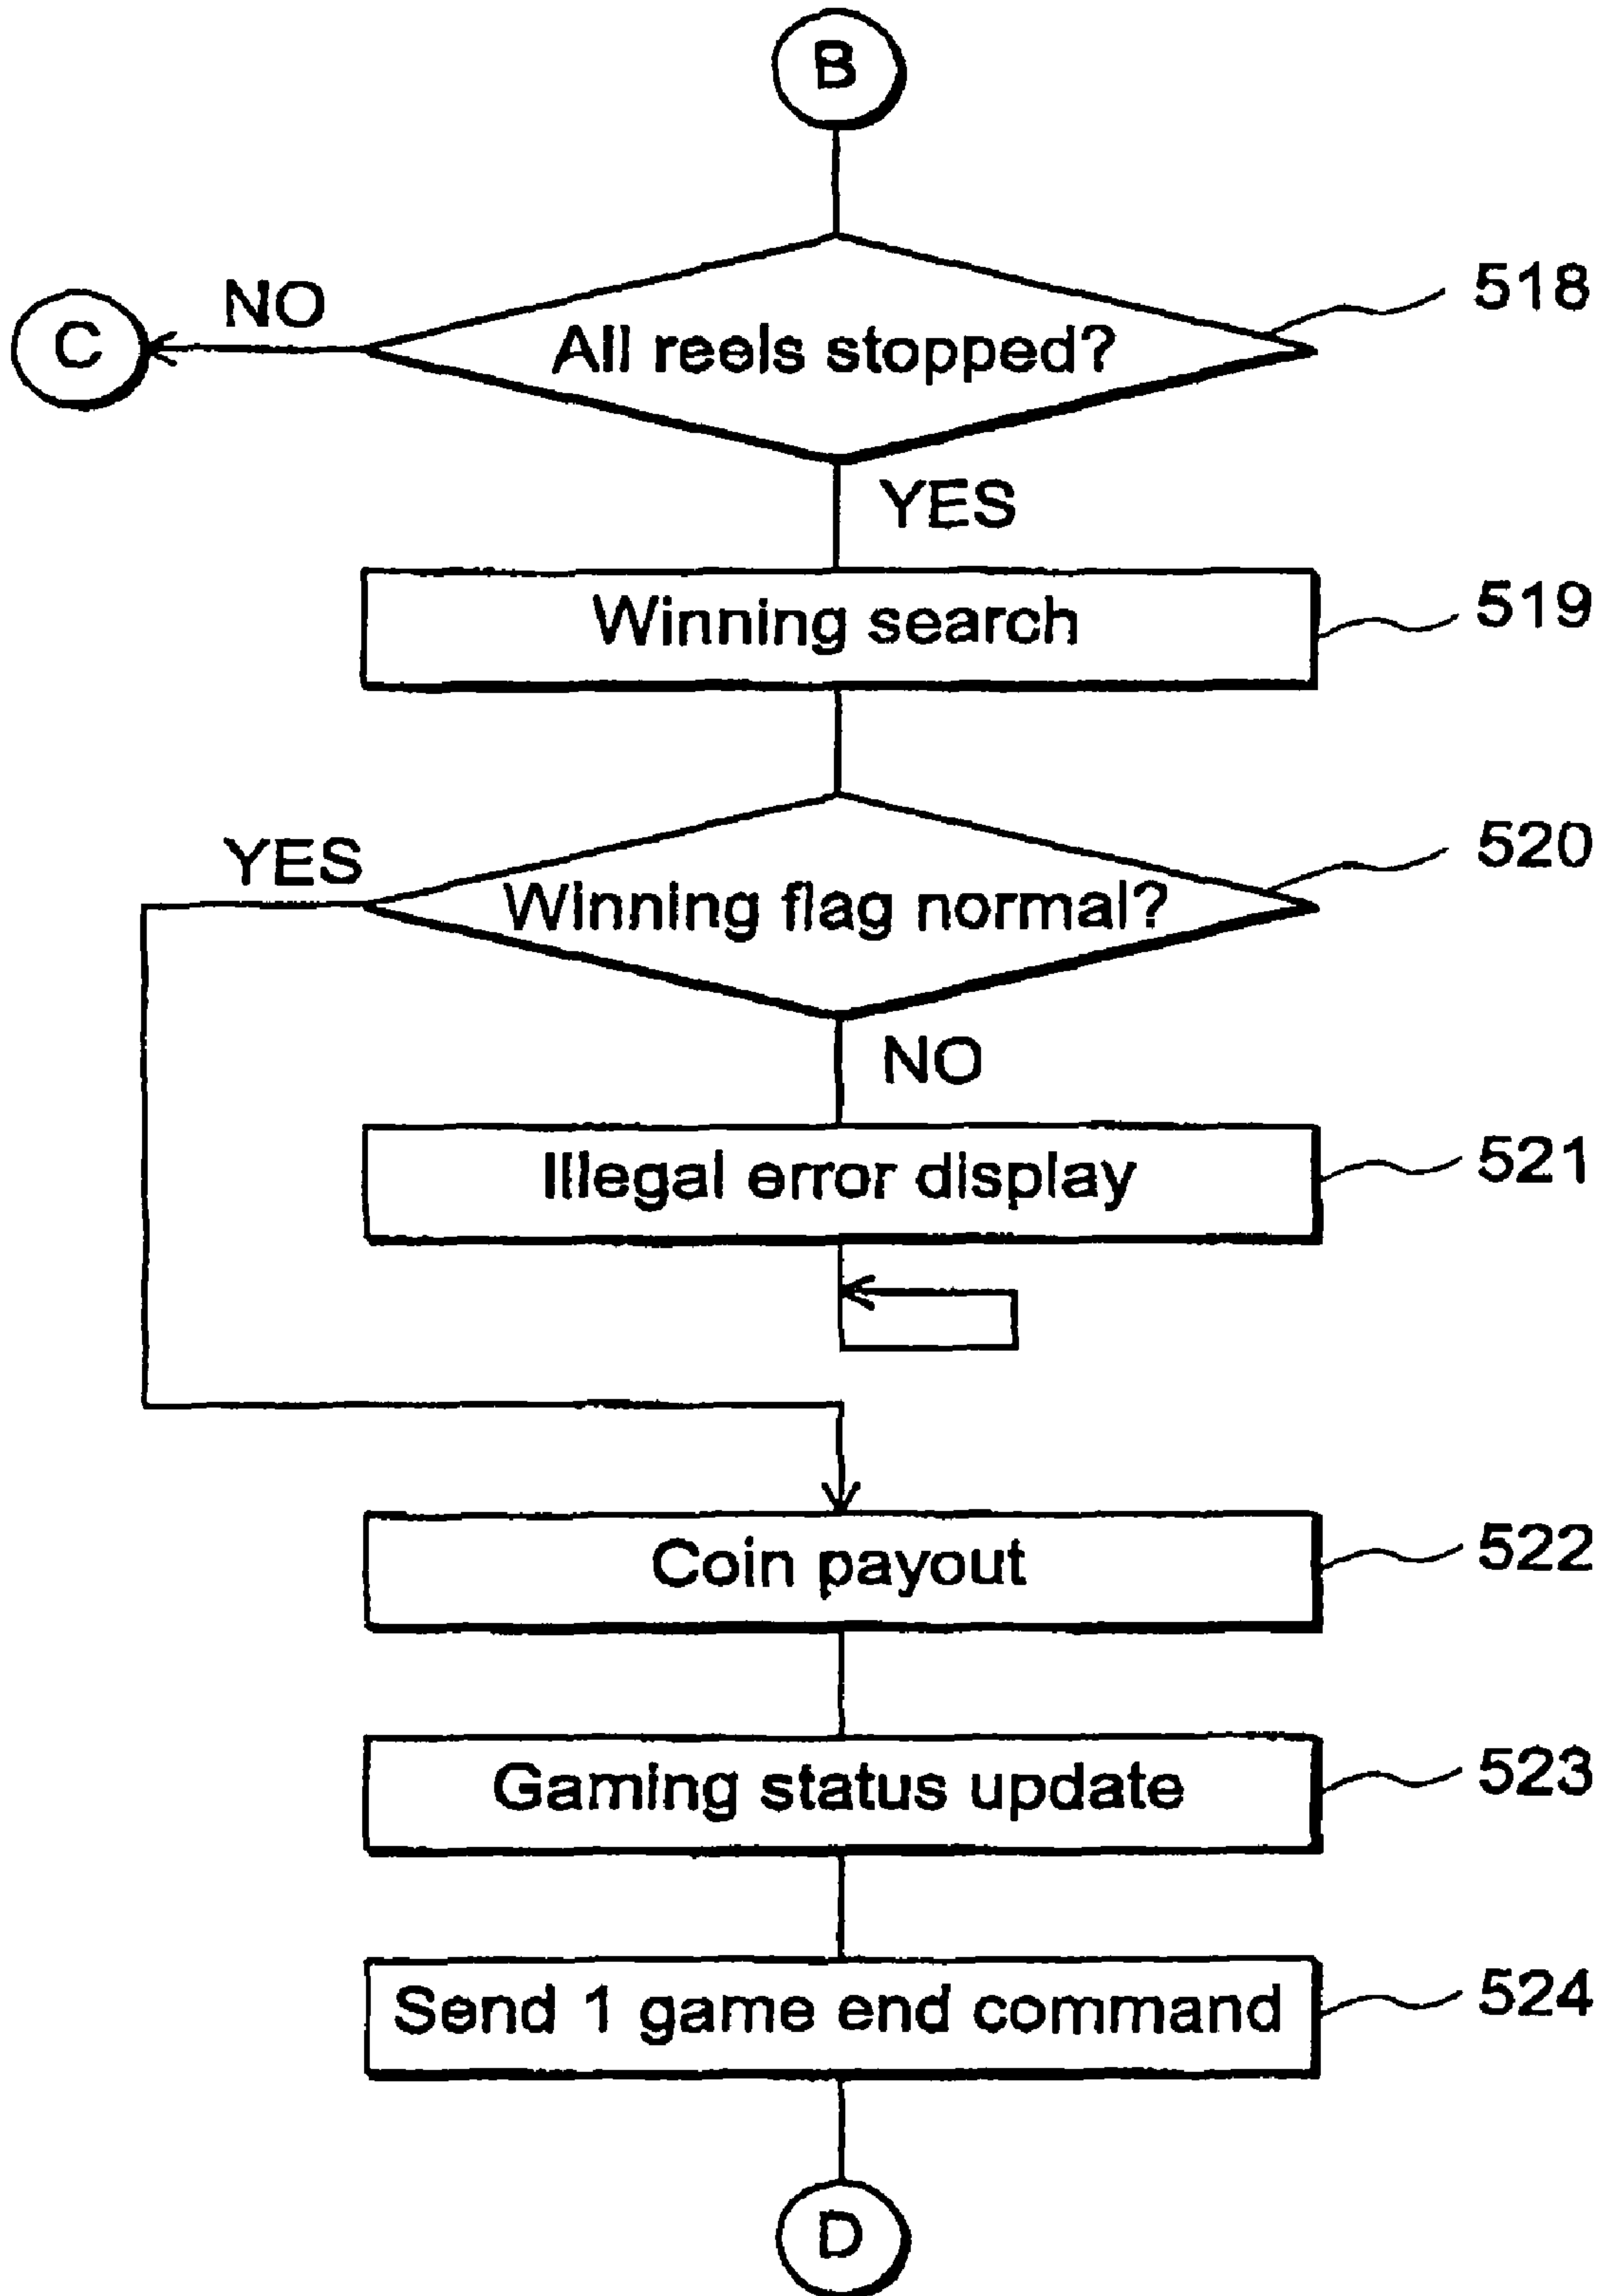 B
518
NO
C
All reels stopped?
YES
Winning search
519
520
YES
Winning flag normal?
NO
Illegal error display
521
Coin payout
522
Gaming status update
523
Send 1 game end command
524
D